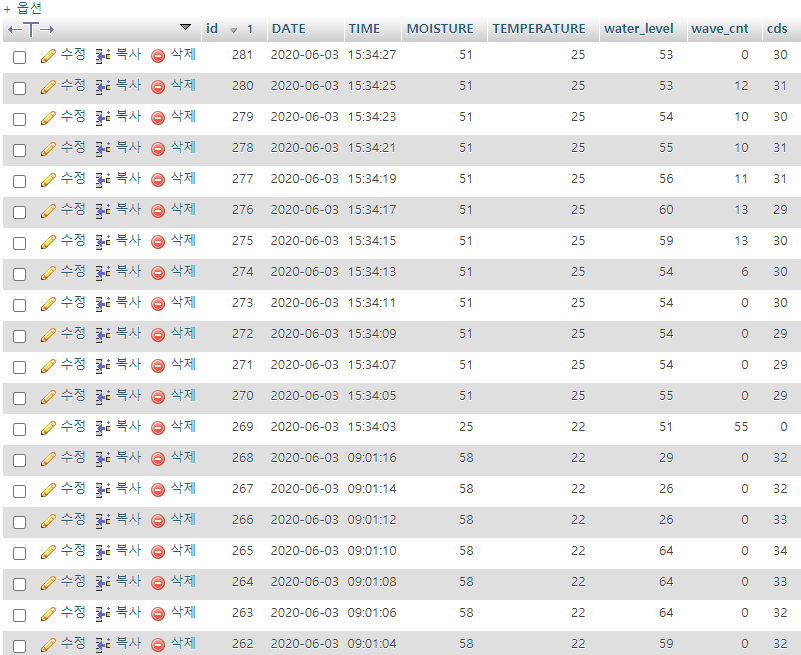 + 옵션
←T→ id 1 DATE TIME MOISTURE TEMPERATURE water_level wave_cnt cds
수정 복사 삭제 281 2020-06-03 15:34:27 51 25 53 0 30
수정 복사 삭제 280 2020-06-03 15:34:25 51 25 53 12 31
수정 복사 삭제 279 2020-06-03 15:34:23 51 25 54 10 30
수정 복사 삭제 278 2020-06-03 15:34:21 51 25 55 10 31
수정 복사 삭제 277 2020-06-03 15:34:19 51 25 56 11 31
수정 복사 삭제 276 2020-06-03 15:34:17 51 25 60 13 29
수정 복사 삭제 275 2020-06-03 15:34:15 51 25 59 13 30
수정 복사 삭제 274 2020-06-03 15:34:13 51 25 54 6 30
수정 복사 삭제 273 2020-06-03 15:34:11 51 25 54 0 30
수정 복사 삭제 272 2020-06-03 15:34:09 51 25 54 0 29
수정 복사 삭제 271 2020-06-03 15:34:07 51 25 54 0 29
수정 복사 삭제 270 2020-06-03 15:34:05 51 25 55 0 29
수정 복사 삭제 269 2020-06-03 15:34:03 25 22 51 55 0
수정 복사 삭제 268 2020-06-03 09:01:16 58 22 29 0 32
수정 복사 삭제 267 2020-06-03 09:01:14 58 22 26 0 32
수정 복사 삭제 266 2020-06-03 09:01:12 58 22 26 0 33
수정 복사 삭제 265 2020-06-03 09:01:10 58 22 64 0 34
수정 복사 삭제 264 2020-06-03 09:01:08 58 22 64 0 33
수정 복사 삭제 263 2020-06-03 09:01:06 58 22 64 0 32
수정 복사 삭제 262 2020-06-03 09:01:04 58 22 59 0 32